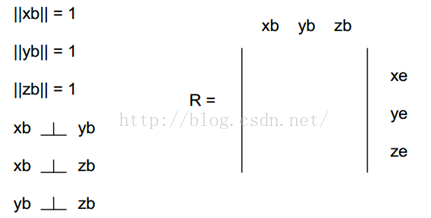 ||xb|| = 1
||yb|| = 1
||zb|| = 1
xb ⊥ yb
xb ⊥ zb
yb ⊥ zb
xb yb zb
R =
xe
ye
ze
http://blog.csdn.net/